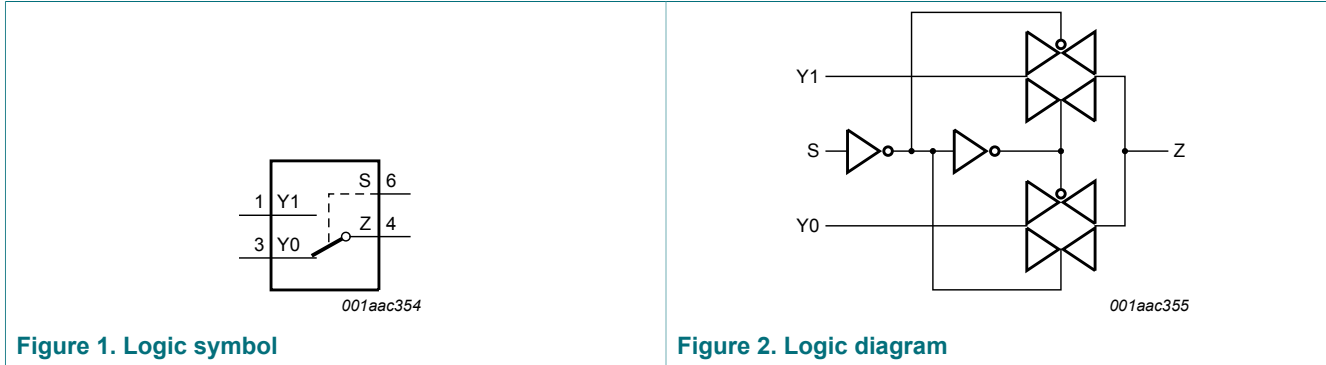 S 6
1 Y1
Z 4
3 Y0
001aac354
Figure 1. Logic symbol
Y1
S
Z
Y0
001aac355
Figure 2. Logic diagram